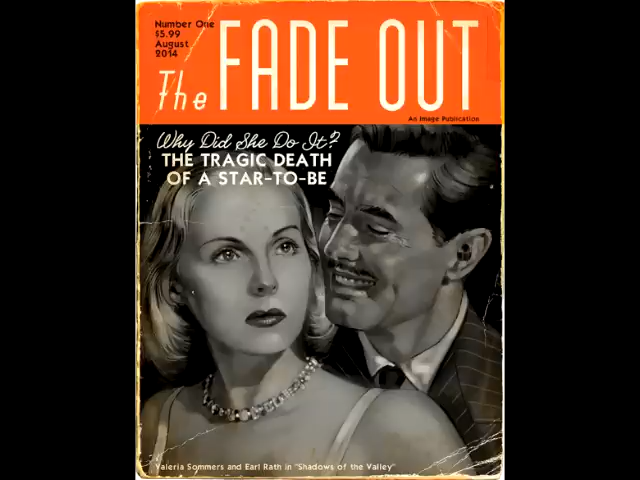 Number One
$5.99
August
2014
The FADE OUT
An Image Publication
Why Did She Do It?
THE TRAGIC DEATH
OF A STAR-TO-BE
Valeria Sommers and Earl Rath in "Shadows of the Valley"